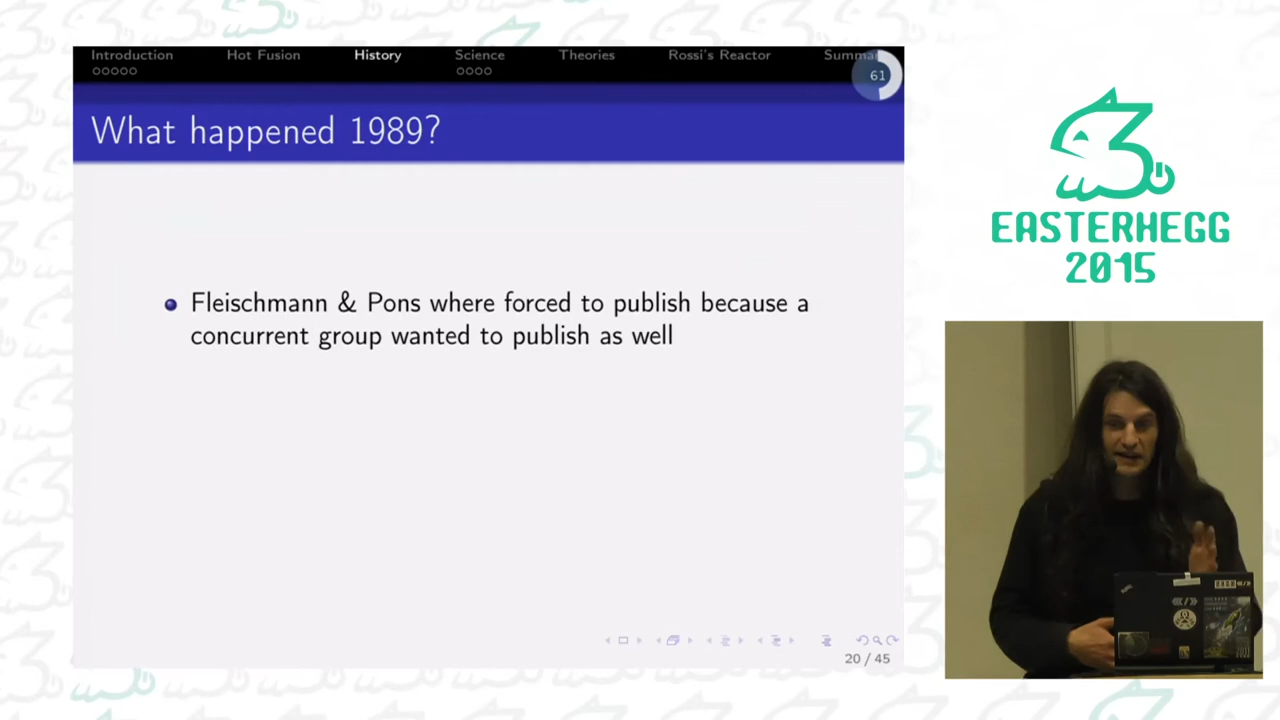 Introduction Hot Fusion History Science Theories Rossi's Reactor Summa
61
What happened 1989?
Fleischmann & Pons where forced to publish because a
concurrent group wanted to publish as well
20 / 45
EASTERHEGG
2015